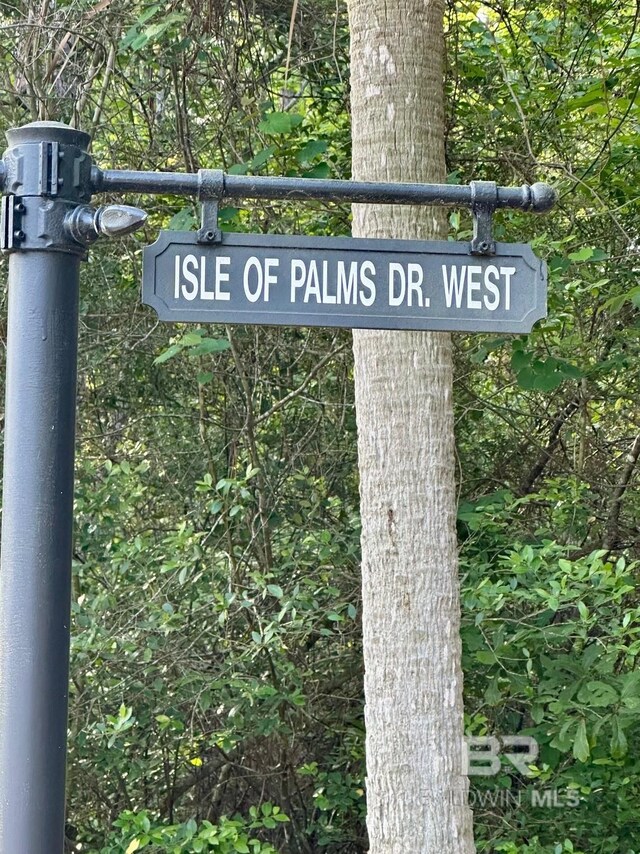 ISLE OF PALMS DR. WEST
BR
BALDWIN MLS